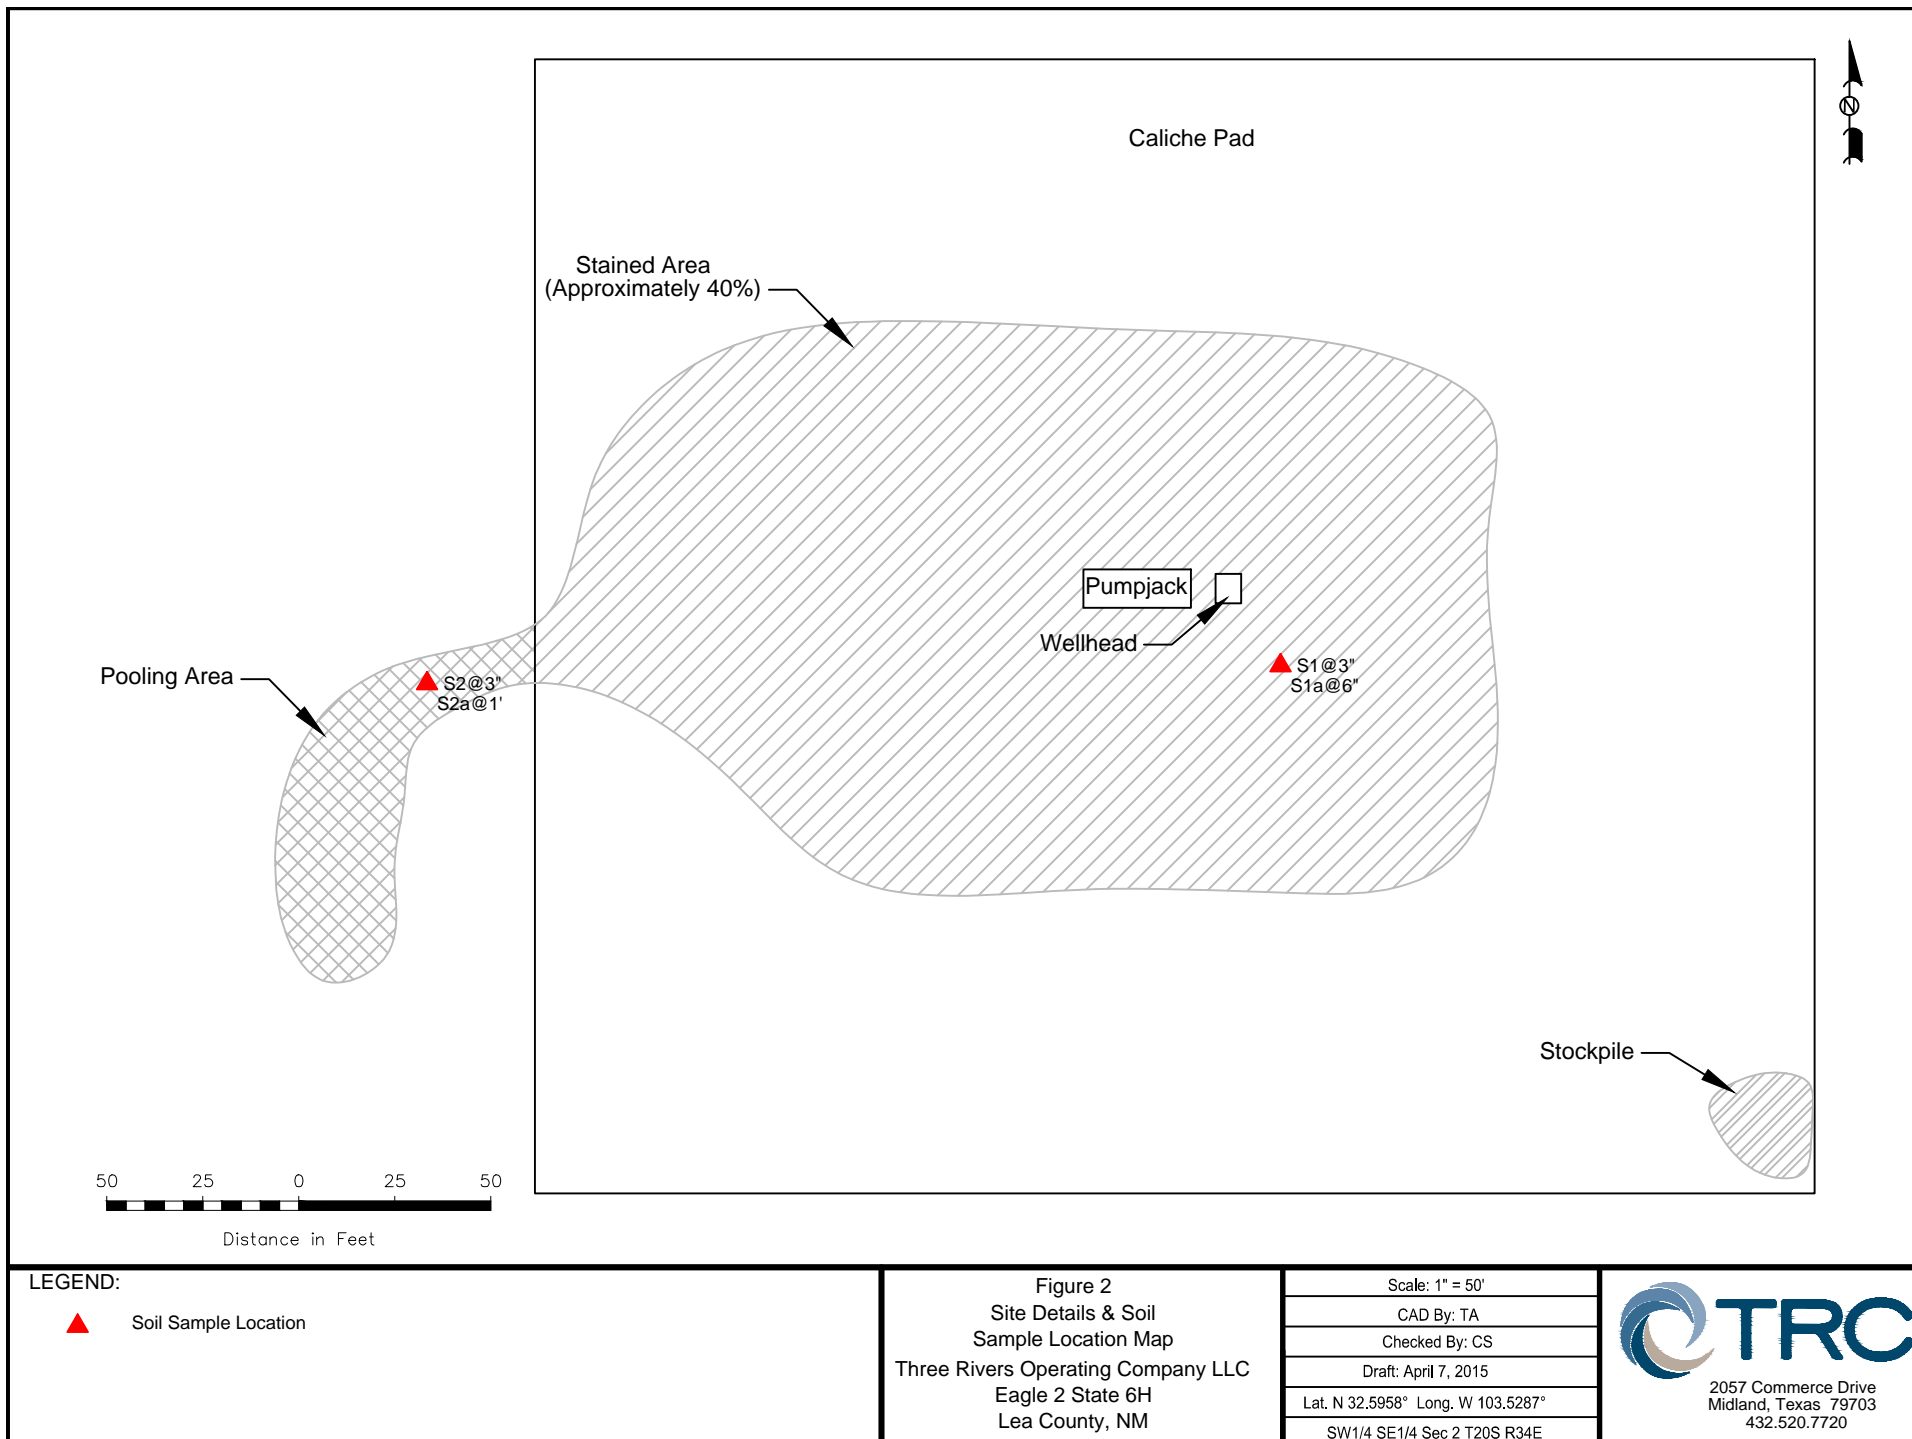 Caliche Pad
N
Stained Area
(Approximately 40%)
Pumpjack
Wellhead
S1@3"
S1a@6"
Pooling Area
S2@3"
S2a@1'
Stockpile
50 25 0 25 50
Distance in Feet
LEGEND:
Soil Sample Location
Figure 2
Site Details & Soil
Sample Location Map
Three Rivers Operating Company LLC
Eagle 2 State 6H
Lea County, NM
Scale: 1" = 50'
CAD By: TA
Checked By: CS
Draft: April 7, 2015
Lat. N 32.5958° Long. W 103.5287°
SW1/4 SE1/4 Sec 2 T20S R34E
TRC
2057 Commerce Drive
Midland, Texas 79703
432.520.7720